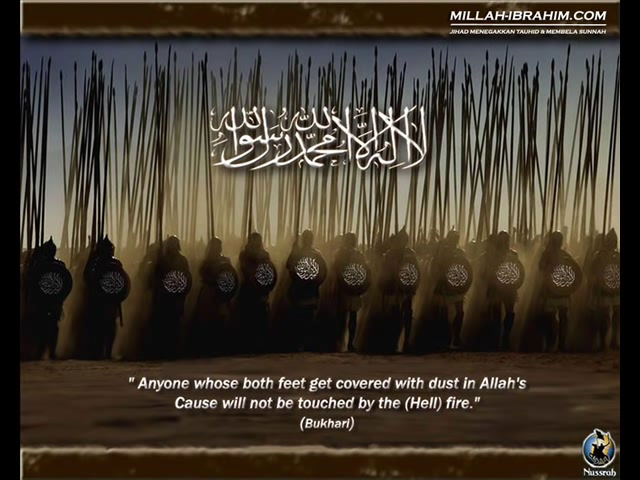 MILLAH-IBRAHIM.COM
JIHAD MENEGAKKAN TAUHID & MEMBELA SUNNAH
لا إله إلا الله محمد رسول الله
" Anyone whose both feet get covered with dust in Allah's
Cause will not be touched by the (Hell) fire."
(Bukhari)
Nussrah